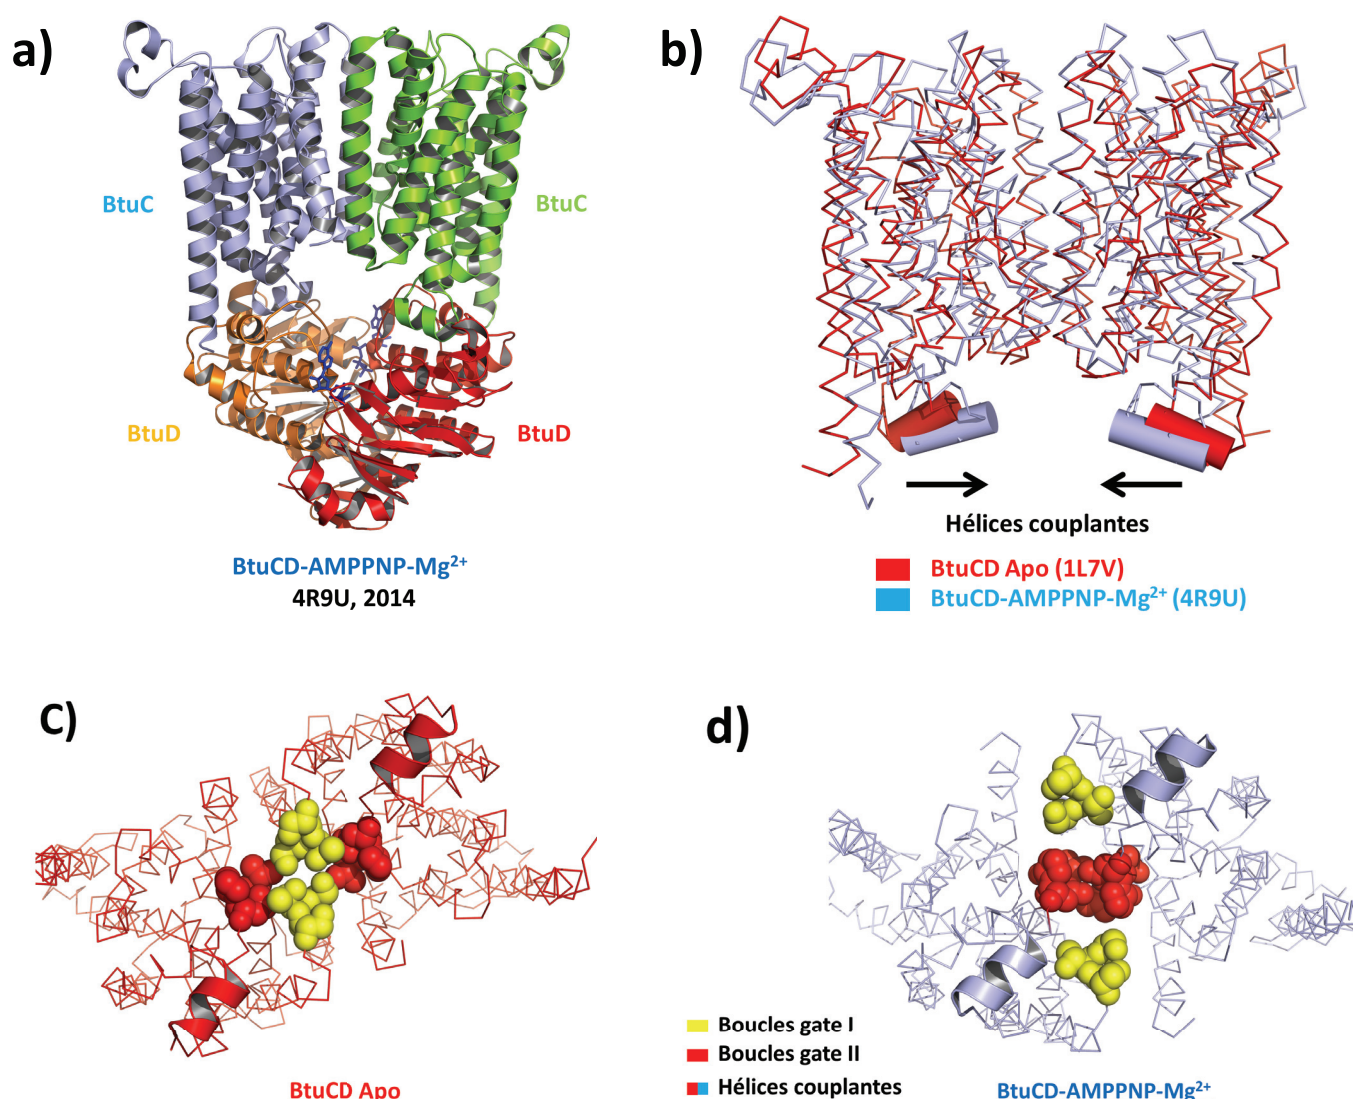 a)
b)
BtuC
BtuC
BtuD
BtuD
BtuCD-AMPPNP-Mg²⁺
4R9U, 2014
Hélices couplantes
BtuCD Apo (1L7V)
BtuCD-AMPPNP-Mg²⁺ (4R9U)
c)
d)
Boucles gate I
Boucles gate II
Hélices couplantes
BtuCD Apo
BtuCD-AMPPNP-Mg²⁺